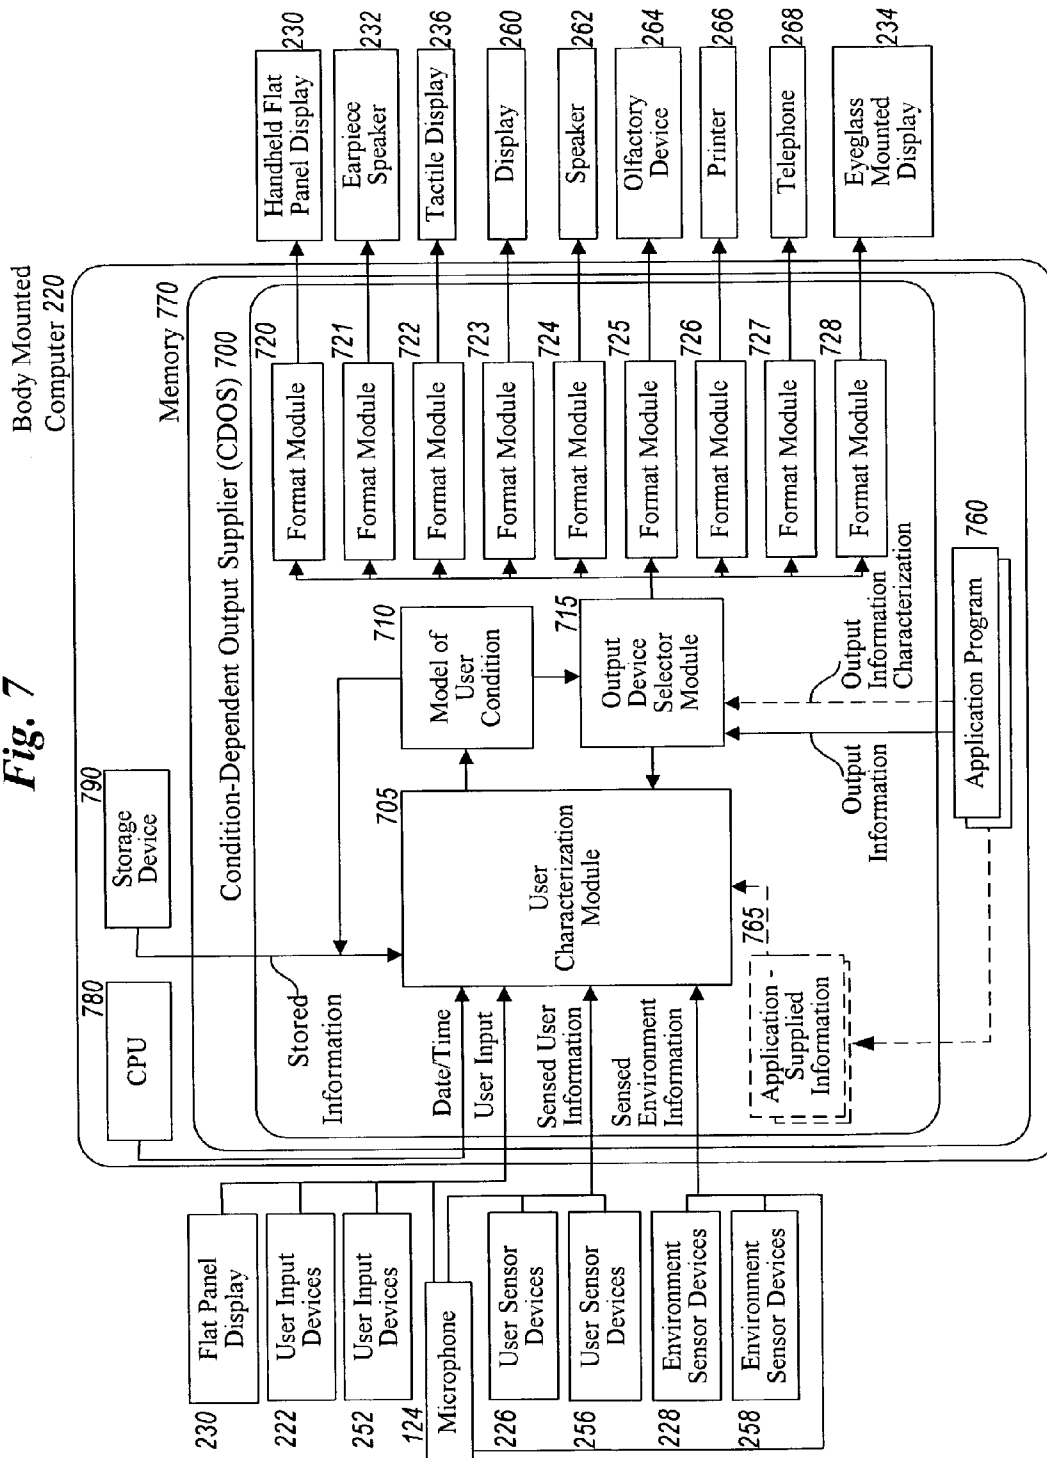 Fig. 7
Body Mounted
Computer 220
Memory 770
Condition-Dependent Output Supplier (CDOS) 700
780
CPU
790
Storage
Device
Stored
Information
Date/Time
User Input
Sensed User
Information
Sensed
Environment
Information
230
Flat Panel
Display
222
User Input
Devices
252
User Input
Devices
124
Microphone
226
User Sensor
Devices
256
User Sensor
Devices
228
Environment
Sensor Devices
258
Environment
Sensor Devices
705
User
Characterization
Module
710
Model of
User
Condition
715
Output
Device
Selector
Module
765
Application -
Supplied
Information
Output
Information
Output
Information
Characterization
760
Application Program
720
Format Module
721
Format Module
722
Format Module
723
Format Module
724
Format Module
725
Format Module
726
Format Module
727
Format Module
728
Format Module
Handheld Flat
Panel Display
230
Earpiece
Speaker
232
Tactile Display
236
Display
260
Speaker
262
Olfactory
Device
264
Printer
266
Telephone
268
Eyeglass
Mounted
Display
234